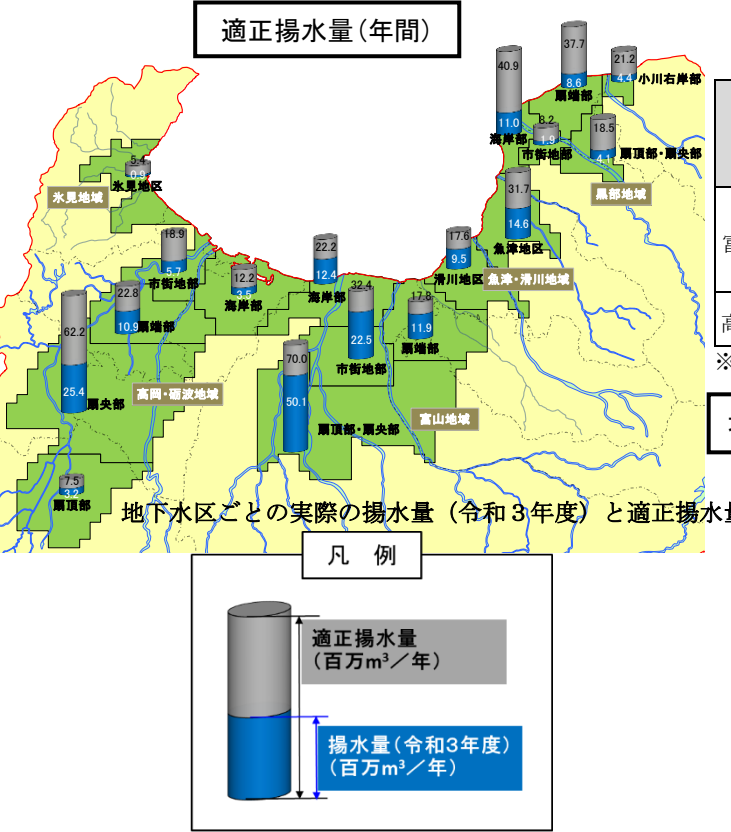 適正揚水量(年間)
37.7
8.6
扇端部
21.2
4.4
小川右岸部
40.9
11.0
海岸部
8.2
1.9
市街地部
18.5
4.1
扇頂部・扇央部
黒部地域
5.4
0.9
氷見地区
氷見地域
31.7
14.6
魚津地区
18.9
5.7
市街地部
17.6
9.5
滑川地区
魚津・滑川地域
22.2
12.4
海岸部
12.2
3.5
海岸部
22.8
10.9
扇端部
32.4
22.5
市街地部
17.8
11.9
扇端部
62.2
25.4
扇央部
高岡・砺波地域
70.0
50.1
扇頂部・扇央部
富山地域
7.5
3.2
扇頂部
高
※
地下水区ごとの実際の揚水量(令和3年度)と適正揚水量
凡 例
適正揚水量
(百万m³/年)
揚水量(令和3年度)
(百万m³/年)